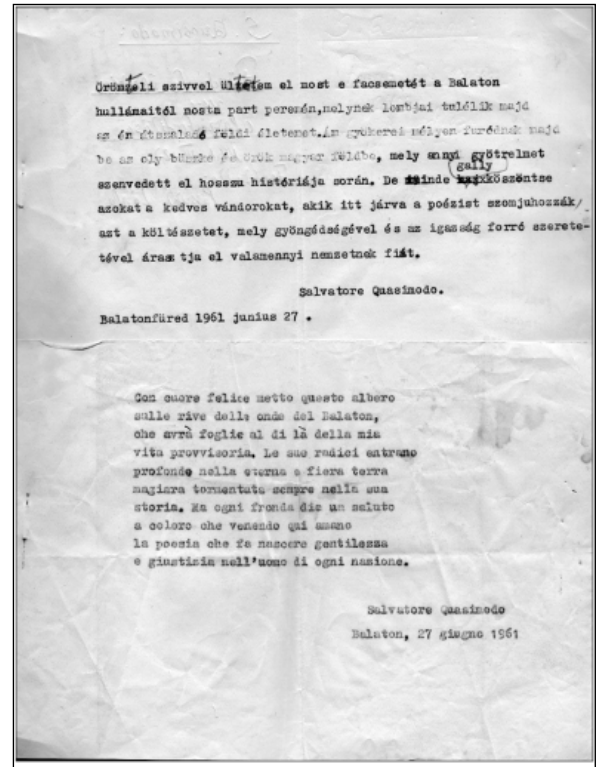 Örömteli szivvel ültetem el most e facsemetét a Balaton
hullámaitól mosta part peremén,melynek lombjai túlélik majd
az én átmaladó földi életemet.Ám gyökerei mélyen furódnak majd
be az oly büszke és örök magyar földbe, mely annyi gyötrelmet
gally
szenvedett el hosszu históriája során. De minde köszöntse
azokat a kedves vándorokat, akik itt járva a poézist szomjuhozzák/
azt a költészetet, mely gyöngédségével és az igazság forró szerete-
tével árasztja el valamennyi nemzetnek fiát.
Salvatore Quasimodo.
Balatonfüred 1961 junius 27 .
Con cuore felice metto questo albero
sulle rive delle onde del Balaton,
che avrà foglie al di là della mia
vita provvisoria. Le sue radici entrano
profonde nella eterna e fiera terra
magiara tormentata sempre nella sua
storia. Ma ogni fronda dia un saluto
a coloro che venendo qui amano
la poesia che fa nascere gentilezza
e giustizia nell'uomo di ogni nazione.
Salvatore Quasimodo
Balaton, 27 giugno 1961